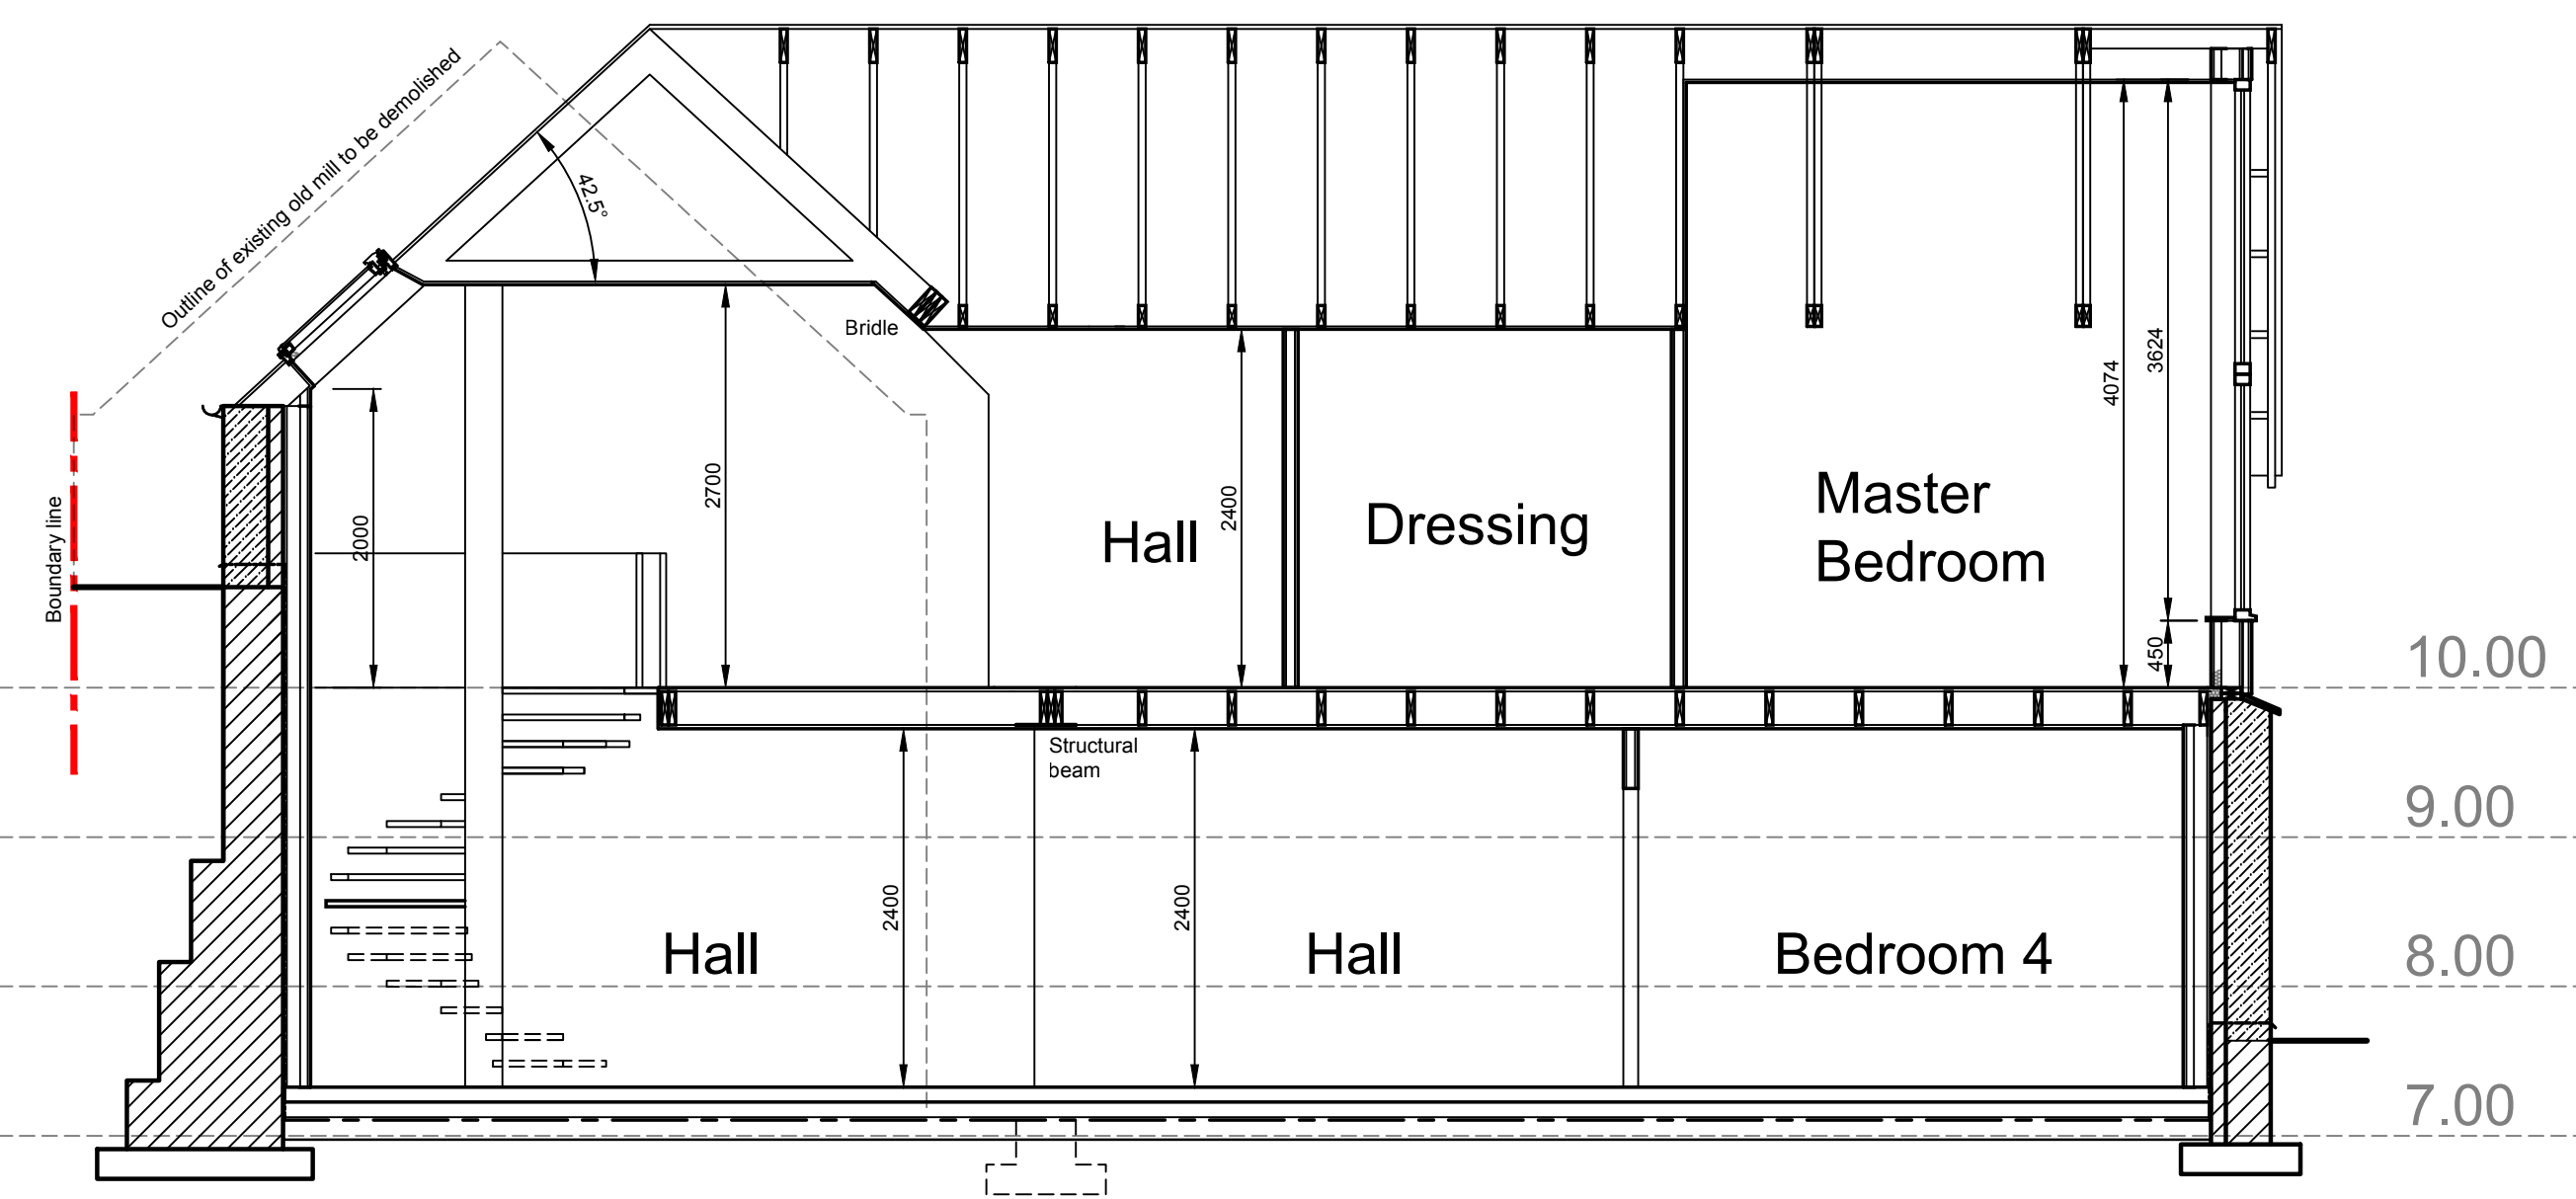 Outline of existing old mill to be demolished
42.5°
Bridle
Boundary line
2000
2700
Hall
2400
Dressing
Master
Bedroom
4074
3624
450
10.00
Structural
beam
9.00
Hall
2400
2400
Hall
Bedroom 4
8.00
7.00